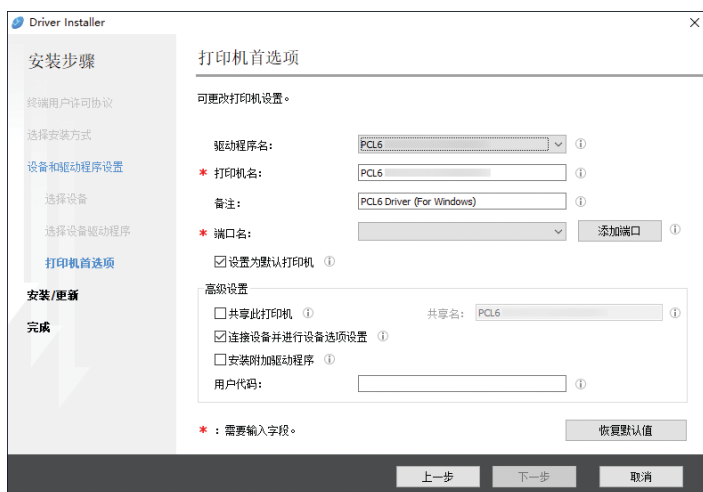 Driver Installer
安装步骤
终端用户许可协议
选择安装方式
设备和驱动程序设置
选择设备
选择设备驱动程序
打印机首选项
安装/更新
完成
打印机首选项
可更改打印机设置。
驱动程序名: PCL6
* 打印机名: PCL6
备注: PCL6 Driver (For Windows)
* 端口名: 添加端口
设置为默认打印机
高级设置
共享此打印机 共享名: PCL6
连接设备并进行设备选项设置
安装附加驱动程序
用户代码:
* : 需要输入字段。 恢复默认值
上一步 下一步 取消